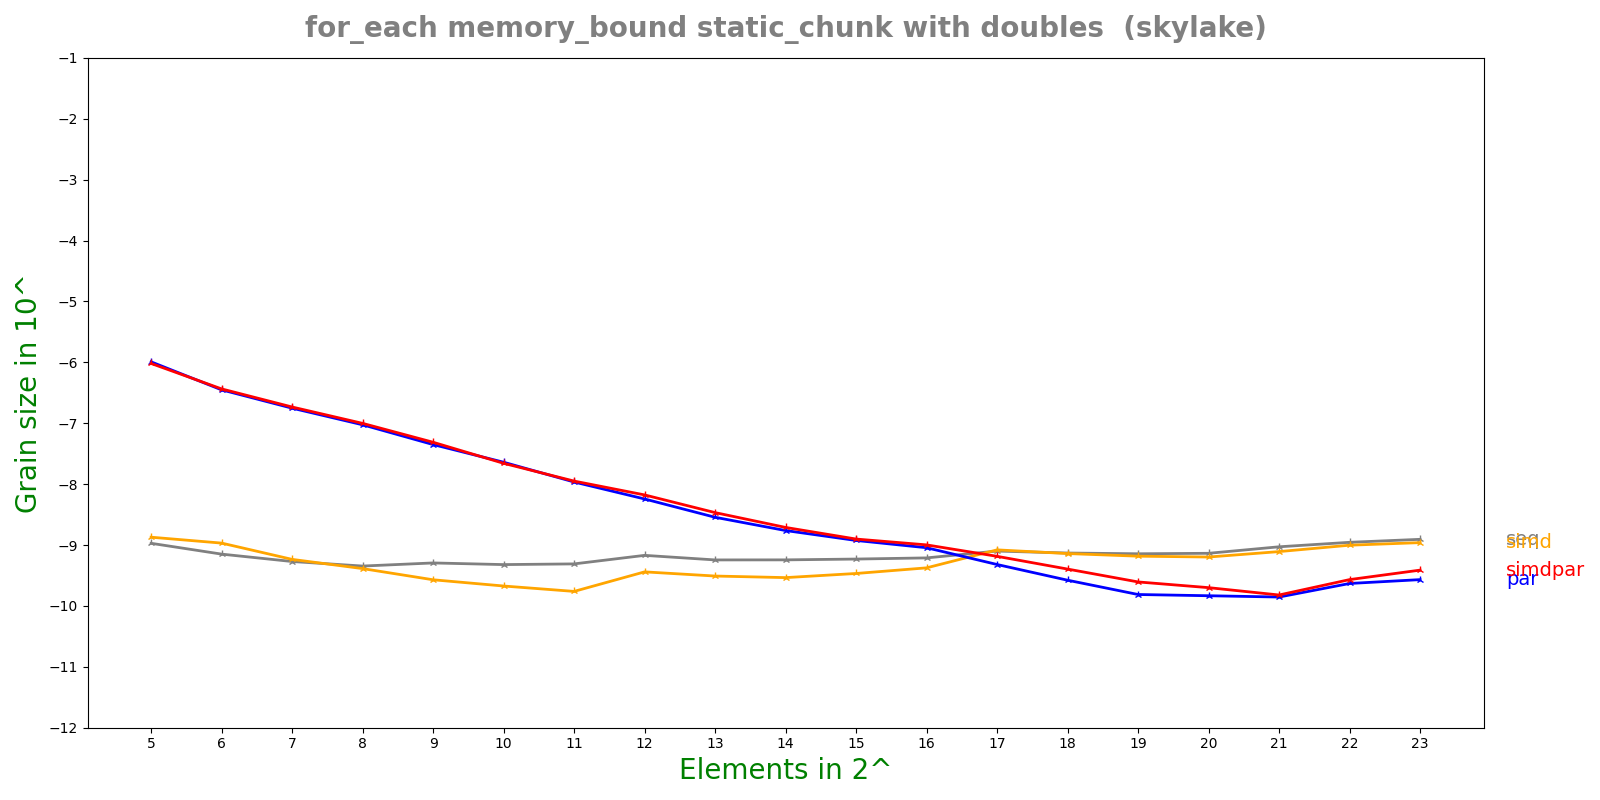 for_each memory_bound static_chunk with doubles  (skylake)
Grain size in 10^
−1
−2
−3
−4
−5
−6
−7
−8
−9
−10
−11
−12
seq
simd
simdpar
par
5 6 7 8 9 10 11 12 13 14 15 16 17 18 19 20 21 22 23
Elements in 2^